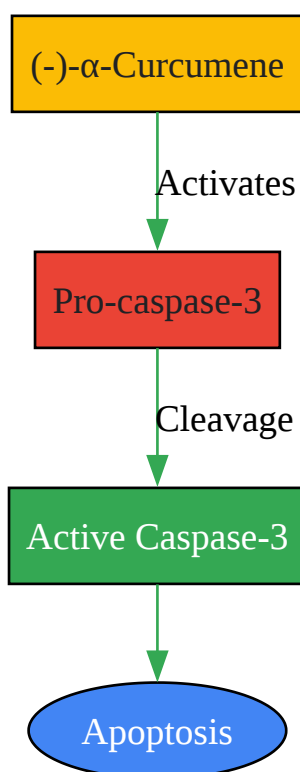 (-)-α-Curcumene
Activates
Pro-caspase-3
Cleavage
Active Caspase-3
Apoptosis